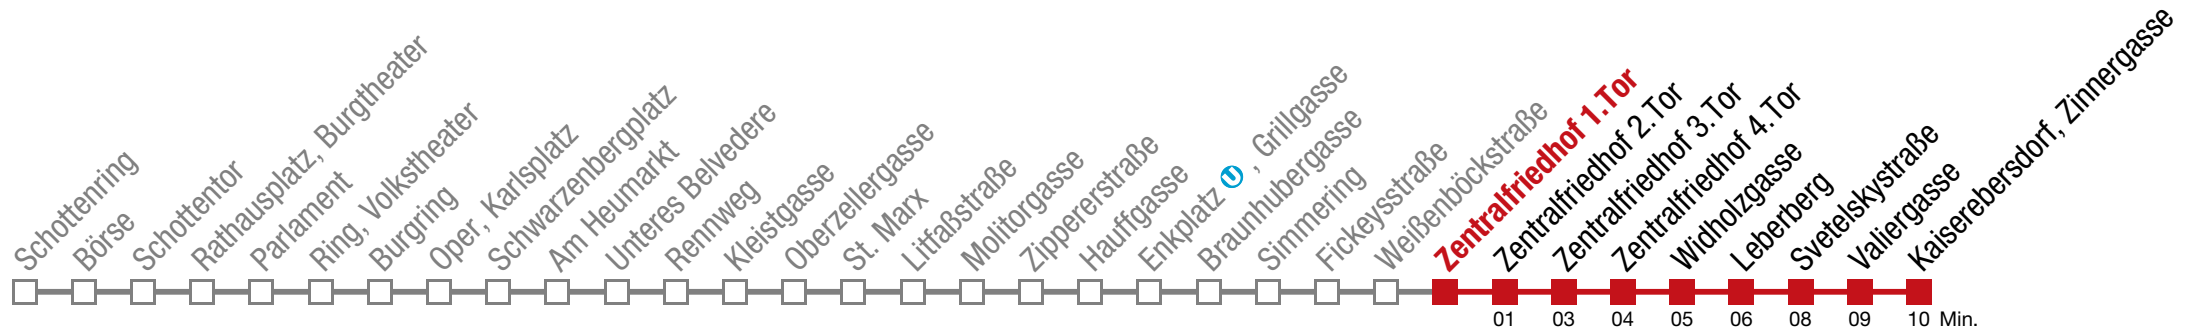 Schottenring
Börse
Schottentor
Rathausplatz, Burgtheater
Parlament
Ring, Volkstheater
Burgring
Oper, Karlsplatz
Schwarzenbergplatz
Am Heumarkt
Unteres Belvedere
Rennweg
Kleistgasse
Oberzellergasse
St. Marx
Litfaßstraße
Molitorgasse
Zippererstraße
Hauffgasse
Enkplatz U, Grillgasse
Braunhubergasse
Simmering
Fickeysstraße
Weißenböckstraße
Zentralfriedhof 1.Tor
Zentralfriedhof 2.Tor
Zentralfriedhof 3.Tor
Zentralfriedhof 4.Tor
Widholzgasse
Leberberg
Svetelskystraße
Valiergasse
Kaiserebersdorf, Zinnergasse
01 03 04 05 06 08 09 10 Min.